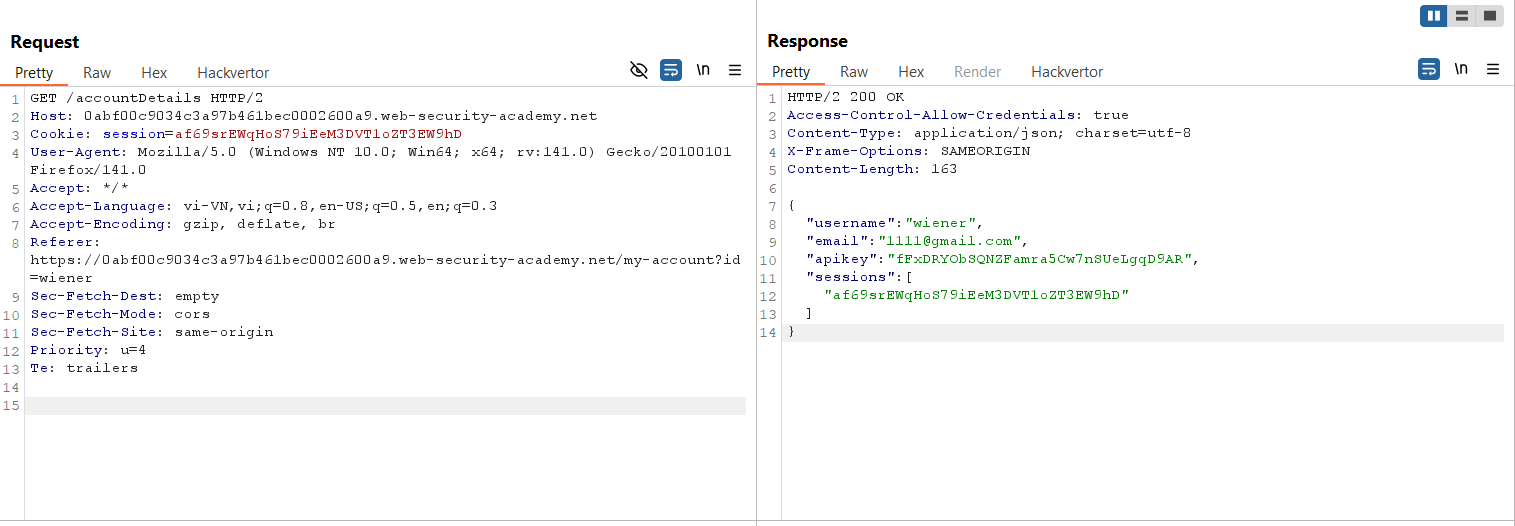 Request
Pretty Raw Hex Hackvertor \n
1 GET /accountDetails HTTP/2
2 Host: 0abf00c9034c3a97b461bec0002600a9.web-security-academy.net
3 Cookie: session=af69srEWqHoS79iEeM3DVT1oZT3EW9hD
4 User-Agent: Mozilla/5.0 (Windows NT 10.0; Win64; x64; rv:141.0) Gecko/20100101
Firefox/141.0
5 Accept: */*
6 Accept-Language: vi-VN,vi;q=0.8,en-US;q=0.5,en;q=0.3
7 Accept-Encoding: gzip, deflate, br
8 Referer:
https://0abf00c9034c3a97b461bec0002600a9.web-security-academy.net/my-account?id
=wiener
9 Sec-Fetch-Dest: empty
10 Sec-Fetch-Mode: cors
11 Sec-Fetch-Site: same-origin
12 Priority: u=4
13 Te: trailers
14
15
Response
Pretty Raw Hex Render Hackvertor \n
1 HTTP/2 200 OK
2 Access-Control-Allow-Credentials: true
3 Content-Type: application/json; charset=utf-8
4 X-Frame-Options: SAMEORIGIN
5 Content-Length: 163
6
7 {
8 "username":"wiener",
9 "email":"1111@gmail.com",
10 "apikey":"fFxDRYObSQNZFamra5Cw7nSUeLgqD9AR",
11 "sessions":[
12 "af69srEWqHoS79iEeM3DVT1oZT3EW9hD"
13 ]
14 }